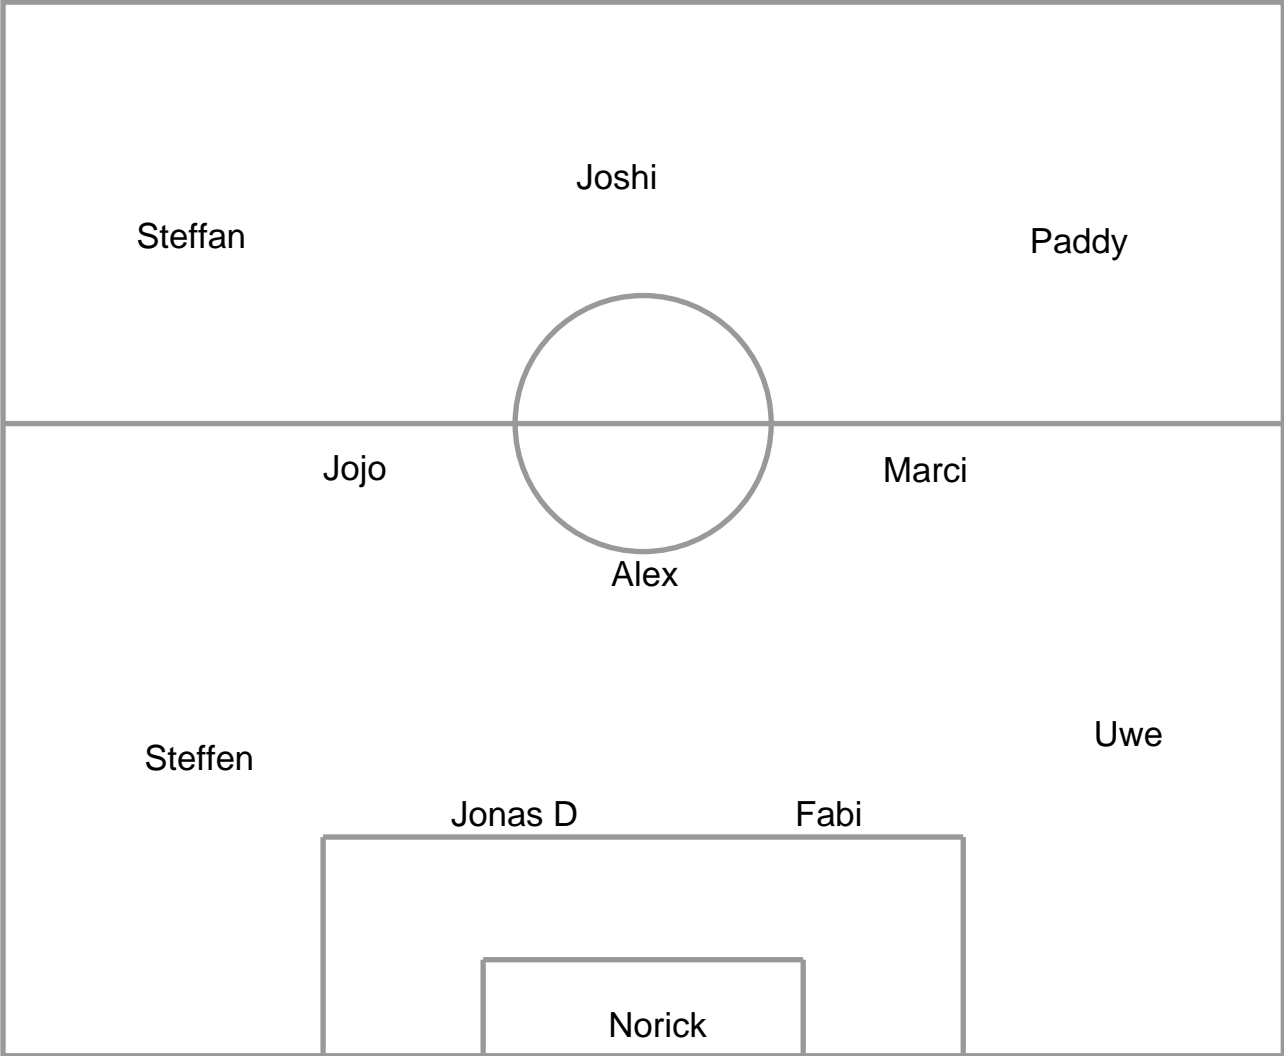 Joshi
Steffan
Paddy
Jojo
Marci
Alex
Uwe
Steffen
Jonas D
Fabi
Norick